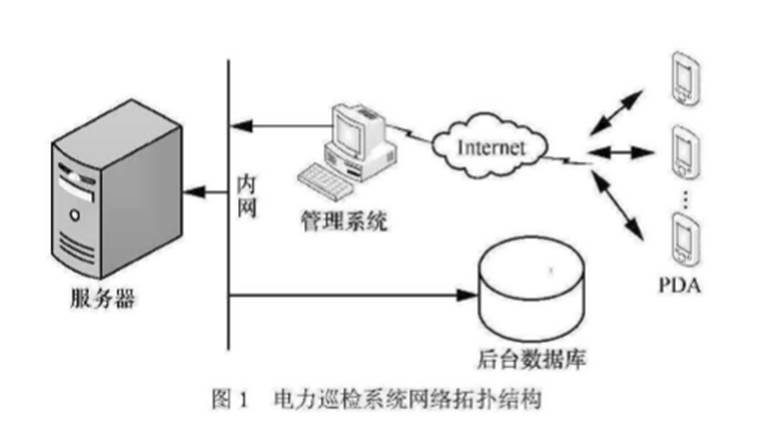 Internet
内网
管理系统
服务器
PDA
后台数据库
图 1 电力巡检系统网络拓扑结构